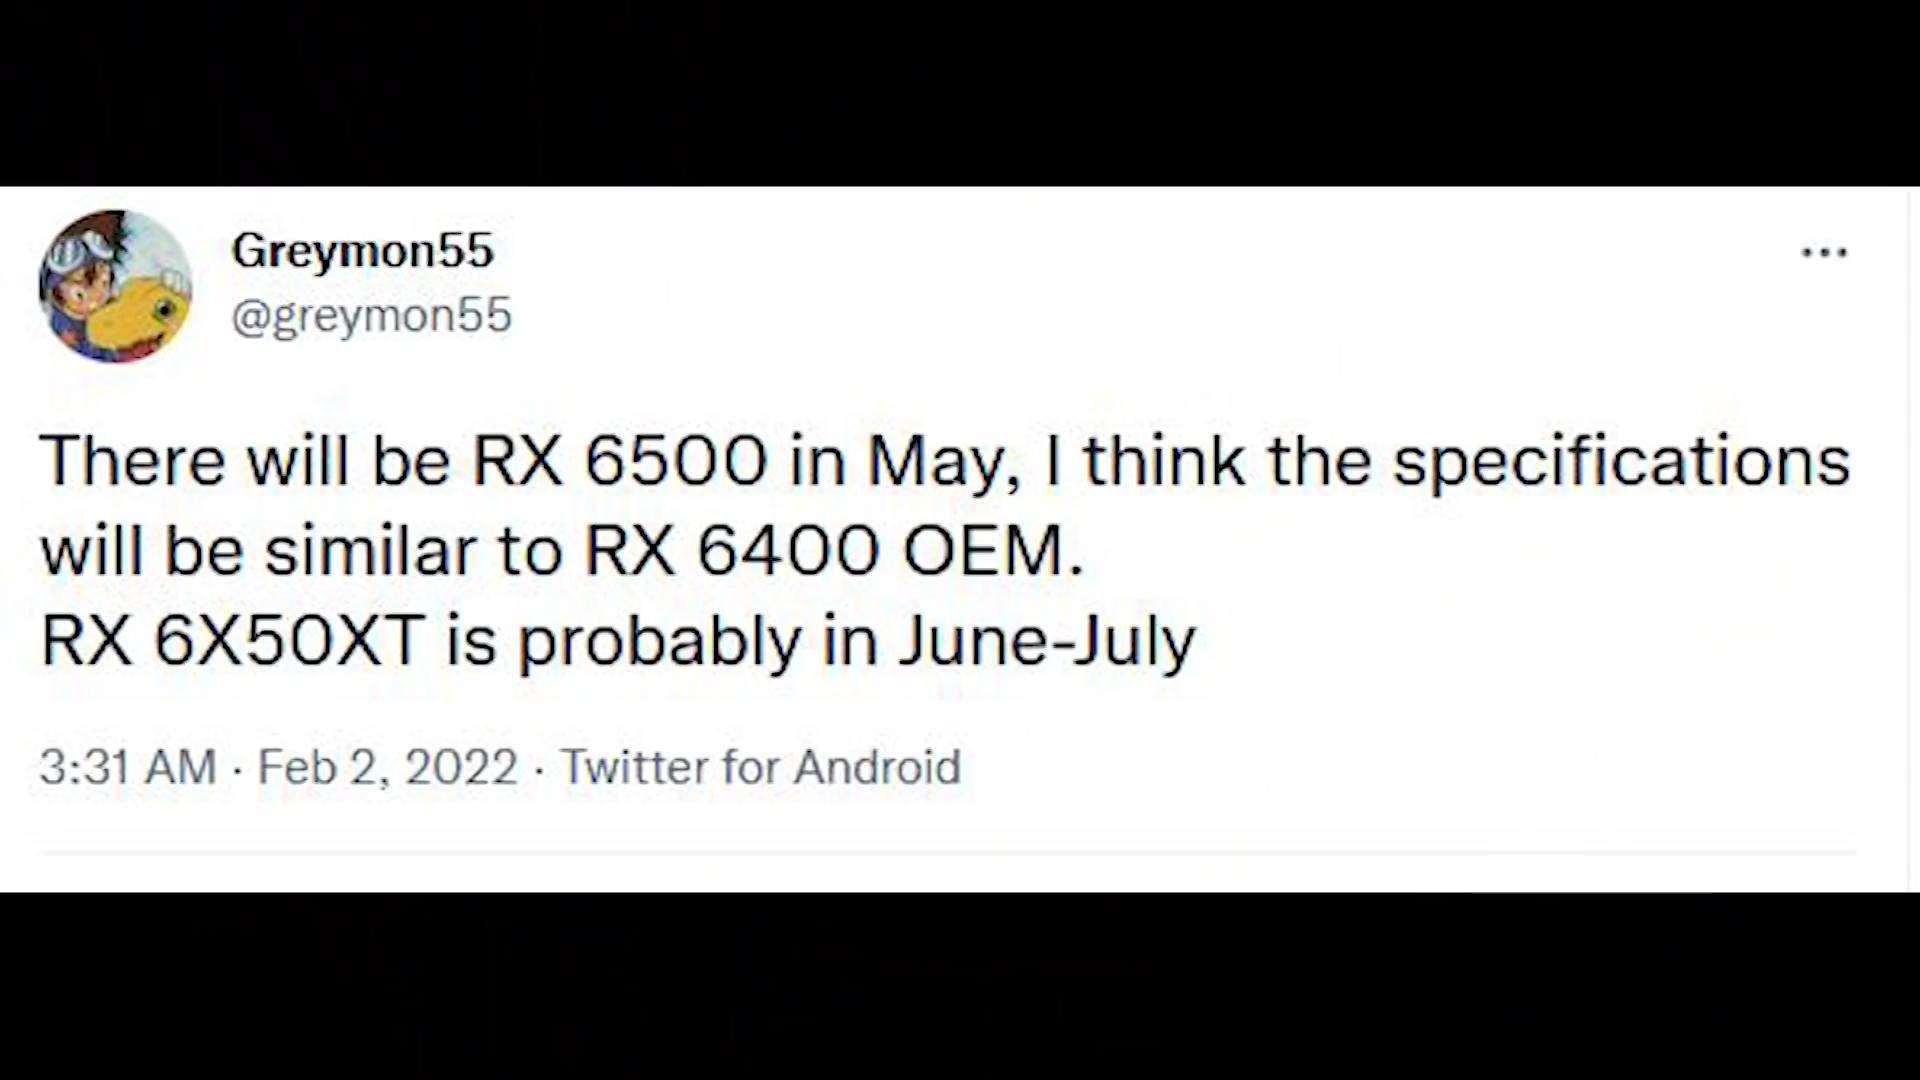 Greymon55
@greymon55
There will be RX 6500 in May, I think the specifications
will be similar to RX 6400 OEM.
RX 6X50XT is probably in June-July
3:31 AM · Feb 2, 2022 · Twitter for Android